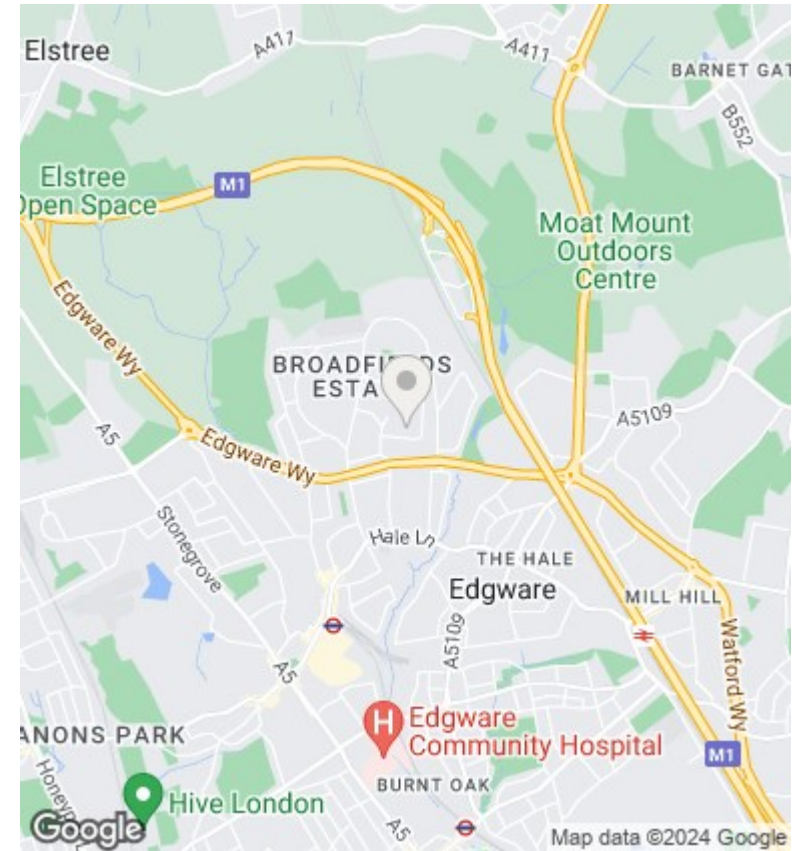 Elstree
A411
A411
BARNET GAT
B552
M1
Elstree
Open Space
Moat Mount
Outdoors
Centre
Edgware Wy
BROADFI
DS
ESTA
A5109
A5
Edgware Wy
Stonegrove
Hale Ln
THE HALE
Edgware
MILL HILL
A5109
Watford Wy
A5
H
Edgware
Community Hospital
ANONS PARK
M1
BURNT OAK
Hive London
A5
Google
Map data ©2024 Google